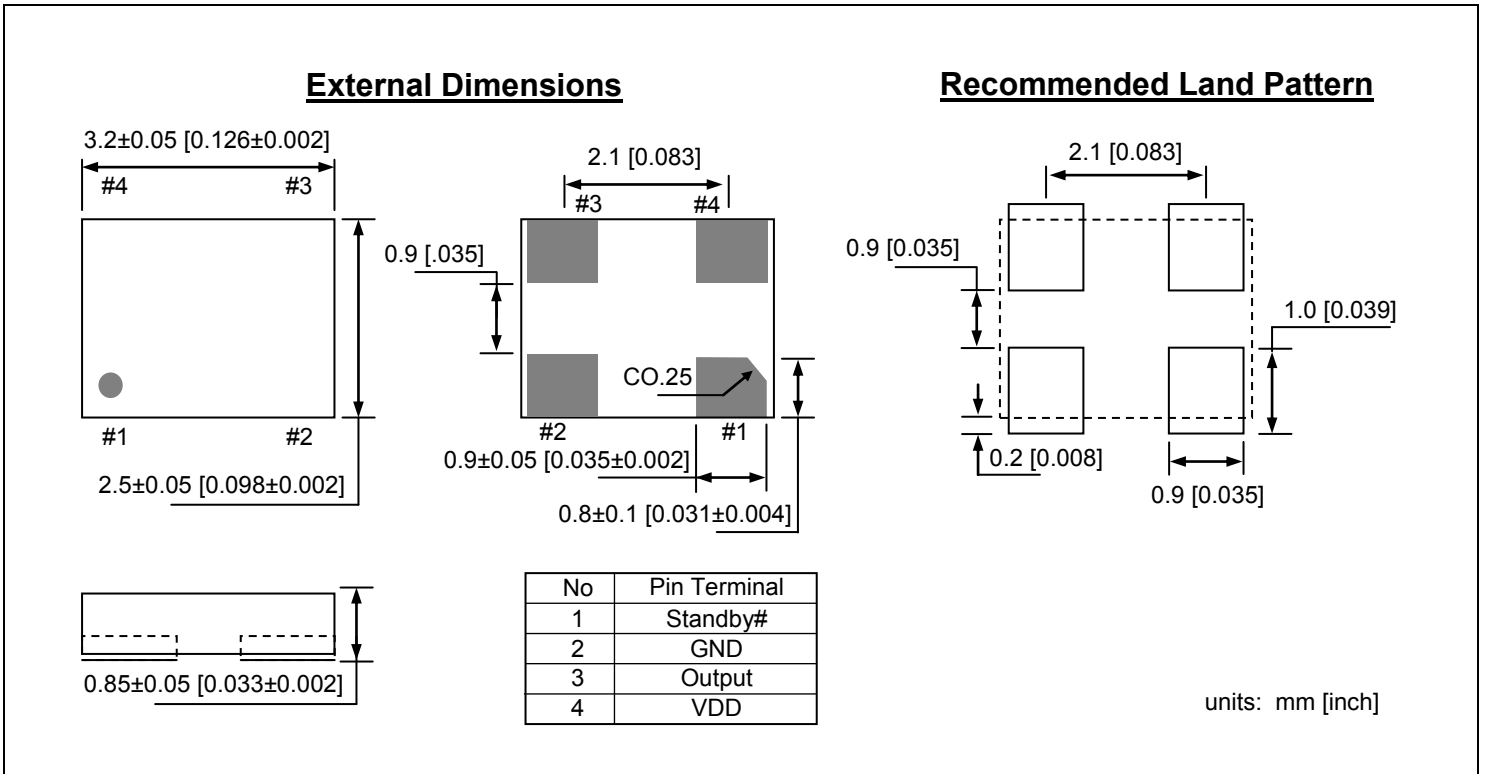 External Dimensions
Recommended Land Pattern
3.2±0.05 [0.126±0.002]
#4 #3
#1 #2
2.5±0.05 [0.098±0.002]
2.1 [0.083]
#3 #4
0.9 [.035]
CO.25
#2 #1
0.9±0.05 [0.035±0.002]
0.8±0.1 [0.031±0.004]
2.1 [0.083]
0.9 [0.035]
1.0 [0.039]
0.2 [0.008]
0.9 [0.035]
0.85±0.05 [0.033±0.002]
No Pin Terminal
1 Standby#
2 GND
3 Output
4 VDD
units: mm [inch]